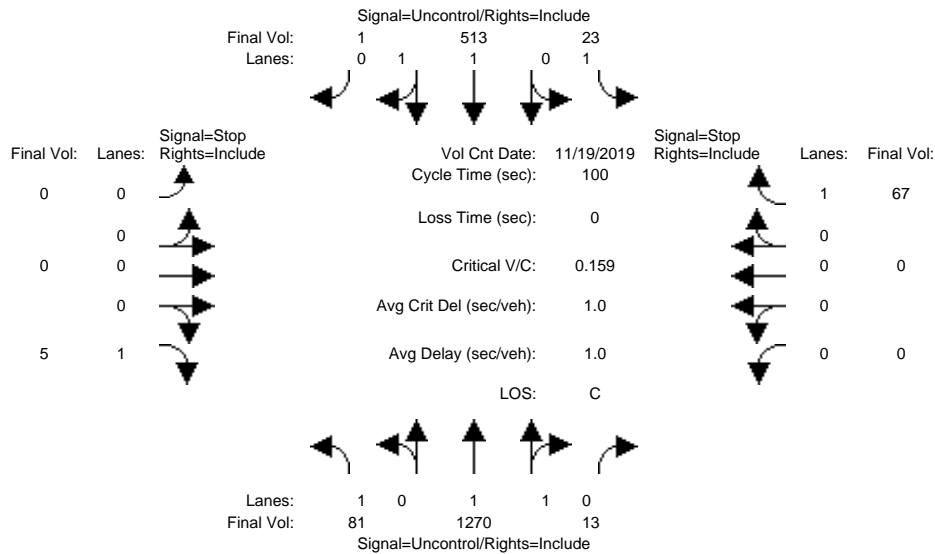 Signal=Uncontrol/Rights=Include
Final Vol: 1 513 23
Lanes: 0 1 1 0 1
Signal=Stop
Final Vol: Lanes: Rights=Include
Vol Cnt Date: 11/19/2019
Signal=Stop
Rights=Include Lanes: Final Vol:
Cycle Time (sec): 100
0 0
1 67
Loss Time (sec): 0
0
0
0 0
Critical V/C: 0.159
0 0
0
Avg Crit Del (sec/veh): 1.0
0
5 1
Avg Delay (sec/veh): 1.0
0 0
LOS: C
Lanes: 1 0 1 1 0
Final Vol: 81 1270 13
Signal=Uncontrol/Rights=Include